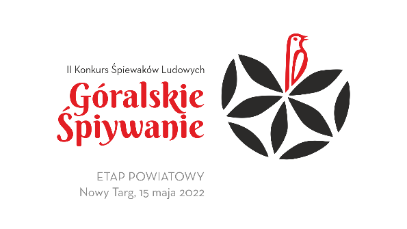 II Konkurs Śpiewaków Ludowych
Góralskie
Śpiywanie
ETAP POWIATOWY
Nowy Targ, 15 maja 2022